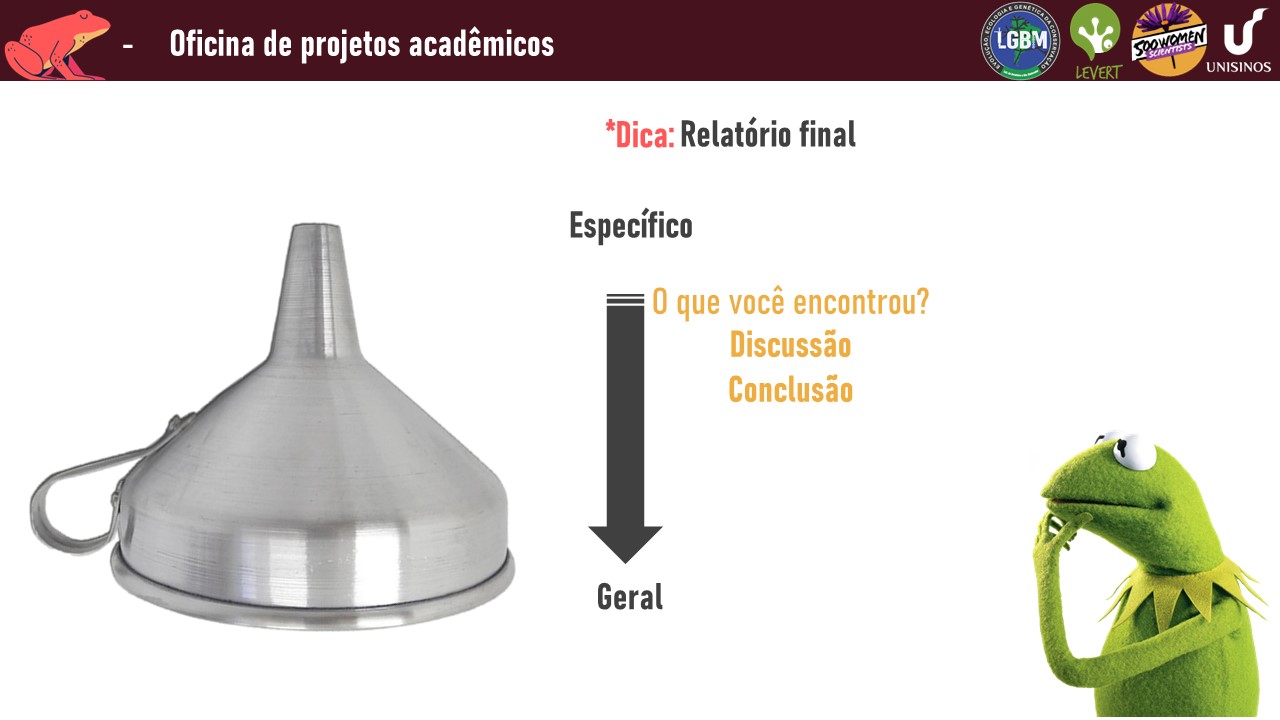 - Oficina de projetos acadêmicos
LGBM
LEVERT
500 WOMEN
SCIENTISTS
UNISINOS
*Dica: Relatório final
Específico
O que você encontrou?
Discussão
Conclusão
Geral